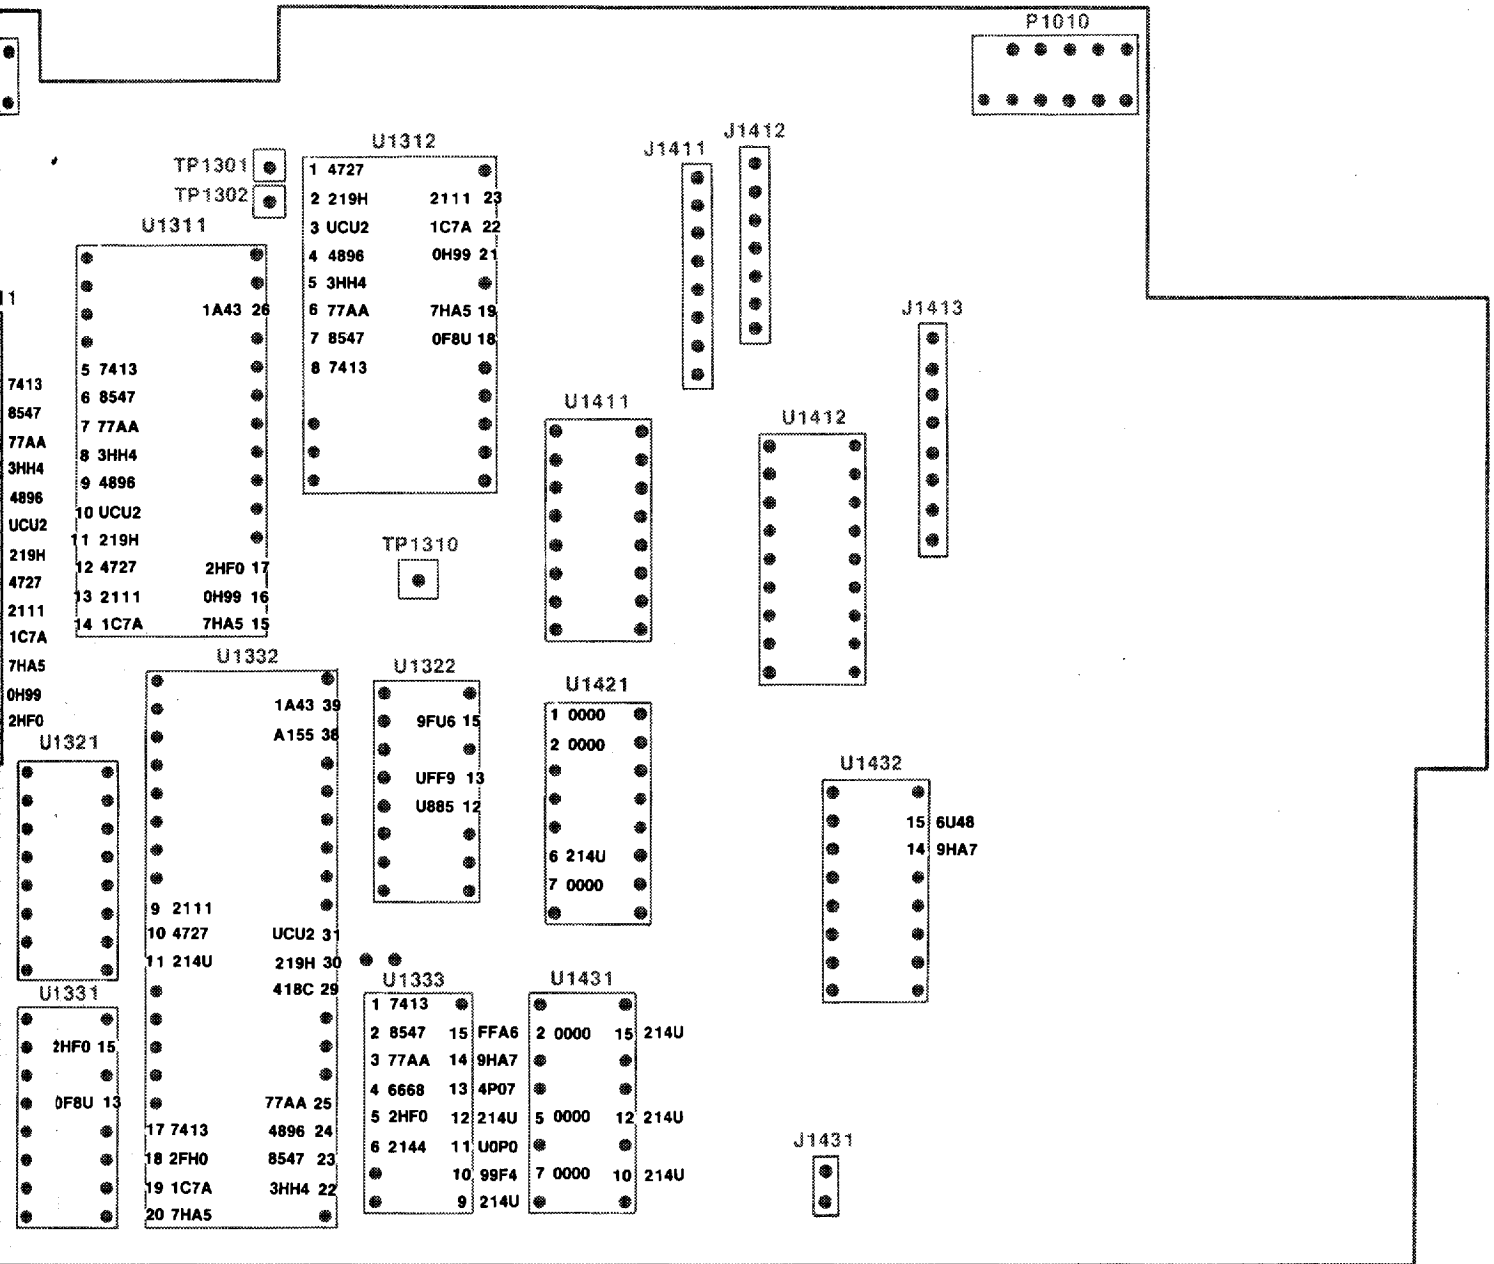 P1010
J1412
U1312
J1411
TP1301
1 4727
TP1302
2 219H 2111 23
U1311
3 UCU2 1C7A 22
4 4896 0H99 21
5 3HH4
6 77AA 7HA5 19
7 8547 0F8U 18
8 7413
1
1A43 26
5 7413
6 8547
7 77AA
8 3HH4
9 4896
10 UCU2
11 219H
12 4727 2HF0 17
13 2111 0H99 16
14 1C7A 7HA5 15
J1413
U1411
U1412
7413
8547
77AA
3HH4
4896
UCU2
219H
4727
2111
1C7A
7HA5
0H99
2HF0
TP1310
U1332
1A43 39
A155 38
9 2111
10 4727 UCU2 31
11 214U 219H 30
418C 29
77AA 25
17 7413 4896 24
18 2FH0 8547 23
19 1C7A 3HH4 22
20 7HA5
U1322
9FU6 15
UFF9 13
U885 12
U1421
1 0000
2 0000
6 214U
7 0000
U1321
U1432
15 6U48
14 9HA7
U1331
2HF0 15
0F8U 13
U1333
1 7413
2 8547 15 FFA6
3 77AA 14 9HA7
4 6668 13 4P07
5 2HF0 12 214U
6 2144 11 U0P0
10 99F4
9 214U
U1431
2 0000 15 214U
5 0000 12 214U
7 0000 10 214U
J1431